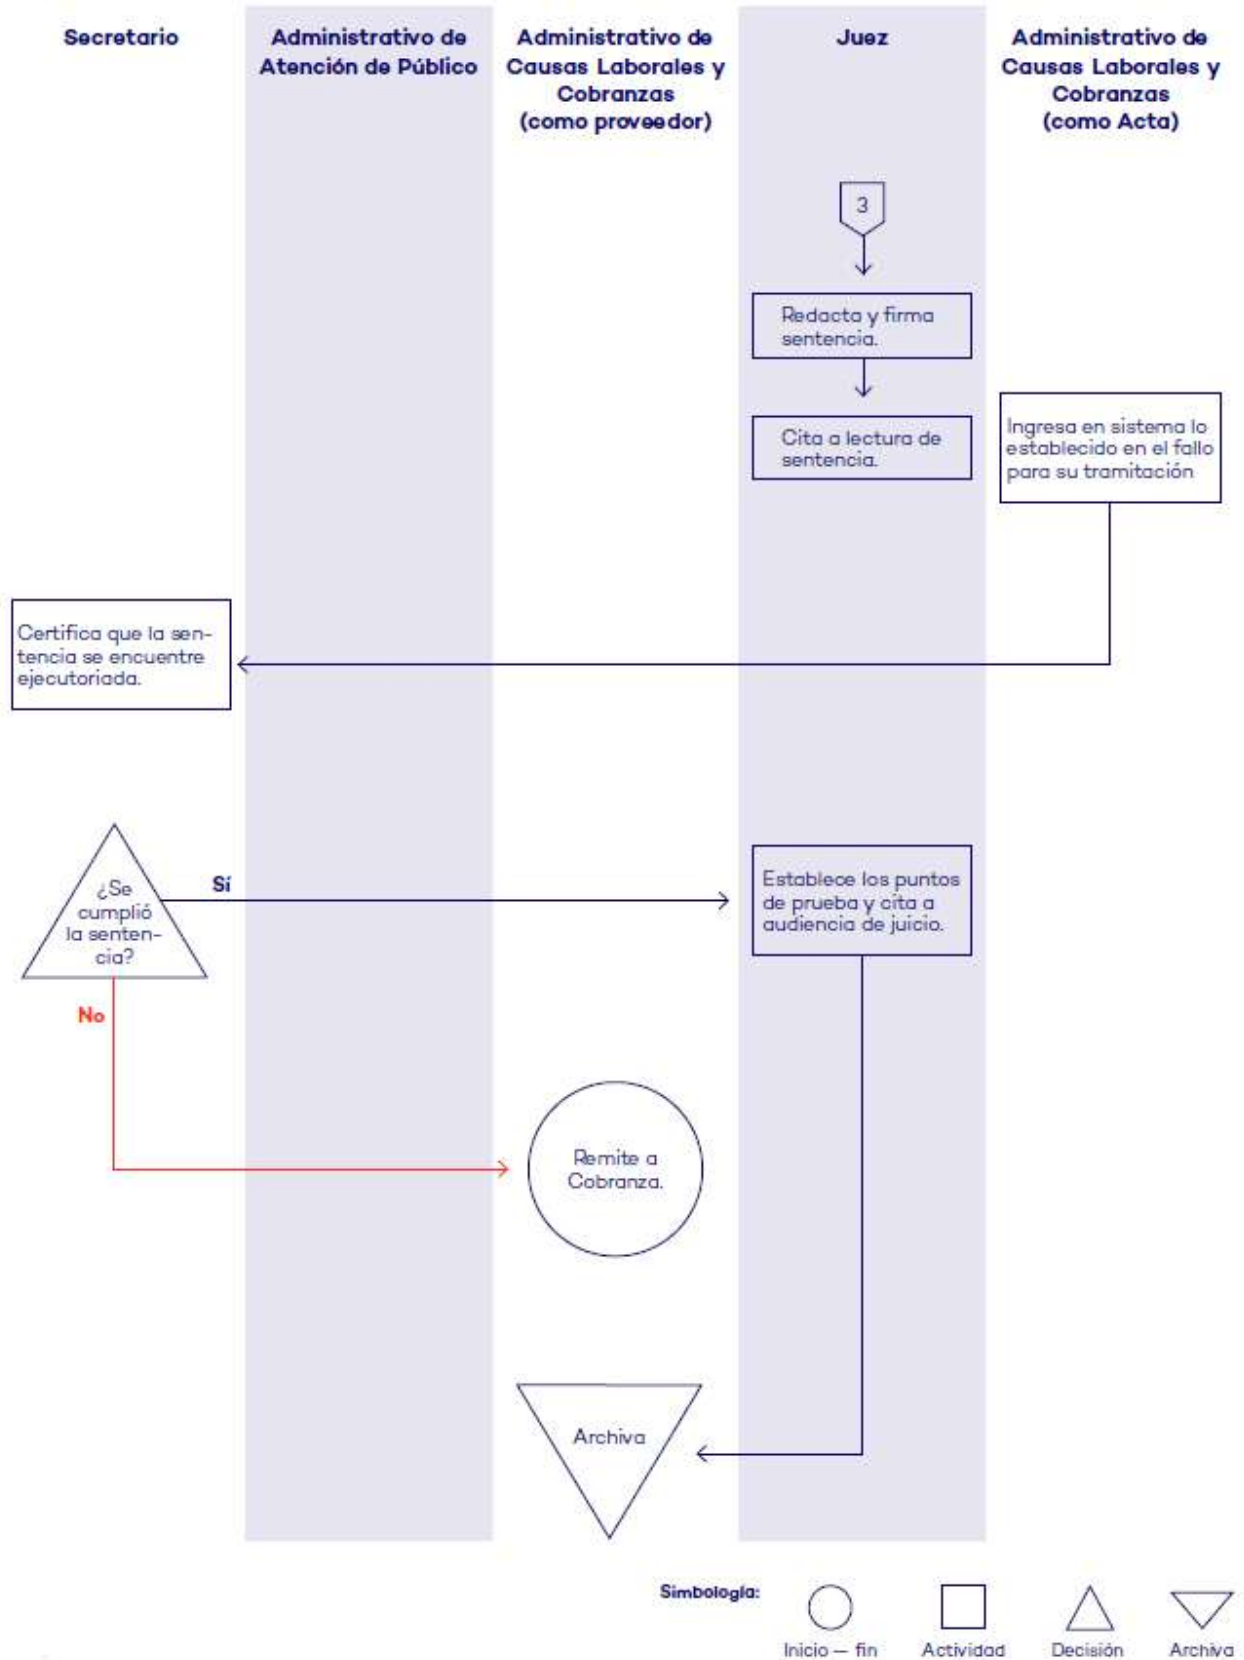 Secretario
Administrativo de
Atención de Público
Administrativo de
Causas Laborales y
Cobranzas
(como proveedor)
Juez
Administrativo de
Causas Laborales y
Cobranzas
(como Acta)
3
Redacta y firma
sentencia.
Cita a lectura de
sentencia.
Ingresa en sistema lo
establecido en el fallo
para su tramitación
Certifica que la sen-
tencia se encuentre
ejecutoriada.
¿Se
cumplió
la senten-
cia?
Sí
No
Establece los puntos
de prueba y cita a
audiencia de juicio.
Remite a
Cobranza.
Archiva
Simbología:
Inicio – fin
Actividad
Decisión
Archiva